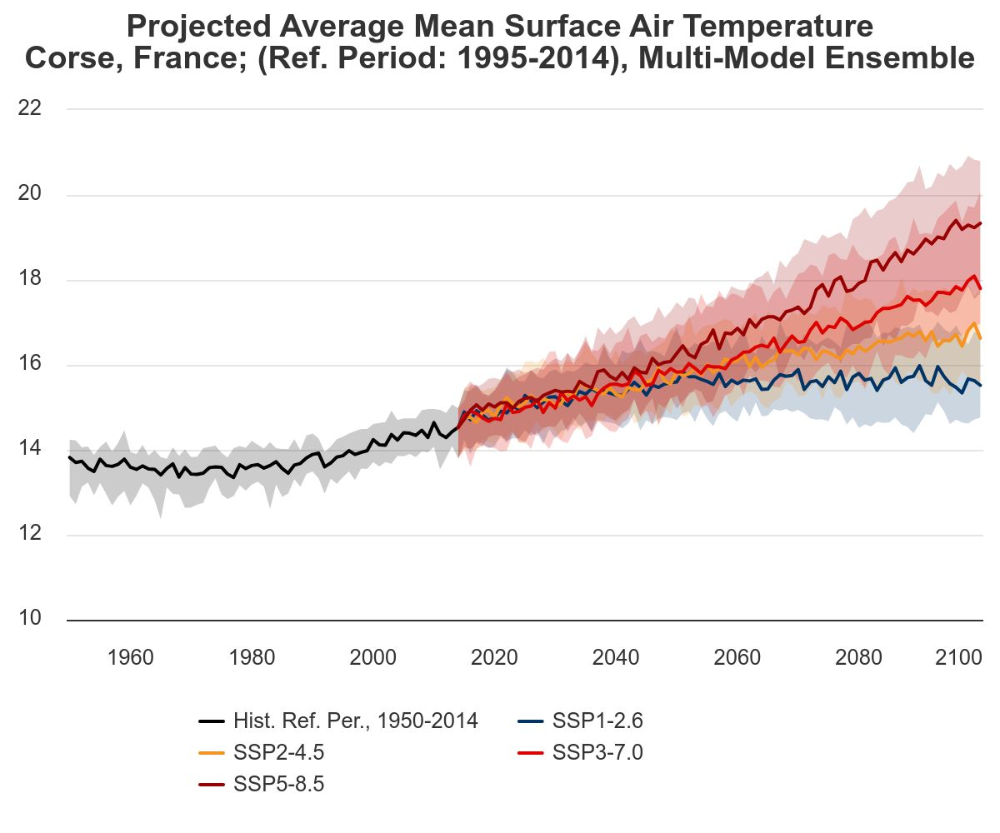 Projected Average Mean Surface Air Temperature
Corse, France; (Ref. Period: 1995-2014), Multi-Model Ensemble
22
20
18
16
14
12
10
1960 1980 2000 2020 2040 2060 2080 2100
Hist. Ref. Per., 1950-2014 SSP1-2.6
SSP2-4.5 SSP3-7.0
SSP5-8.5